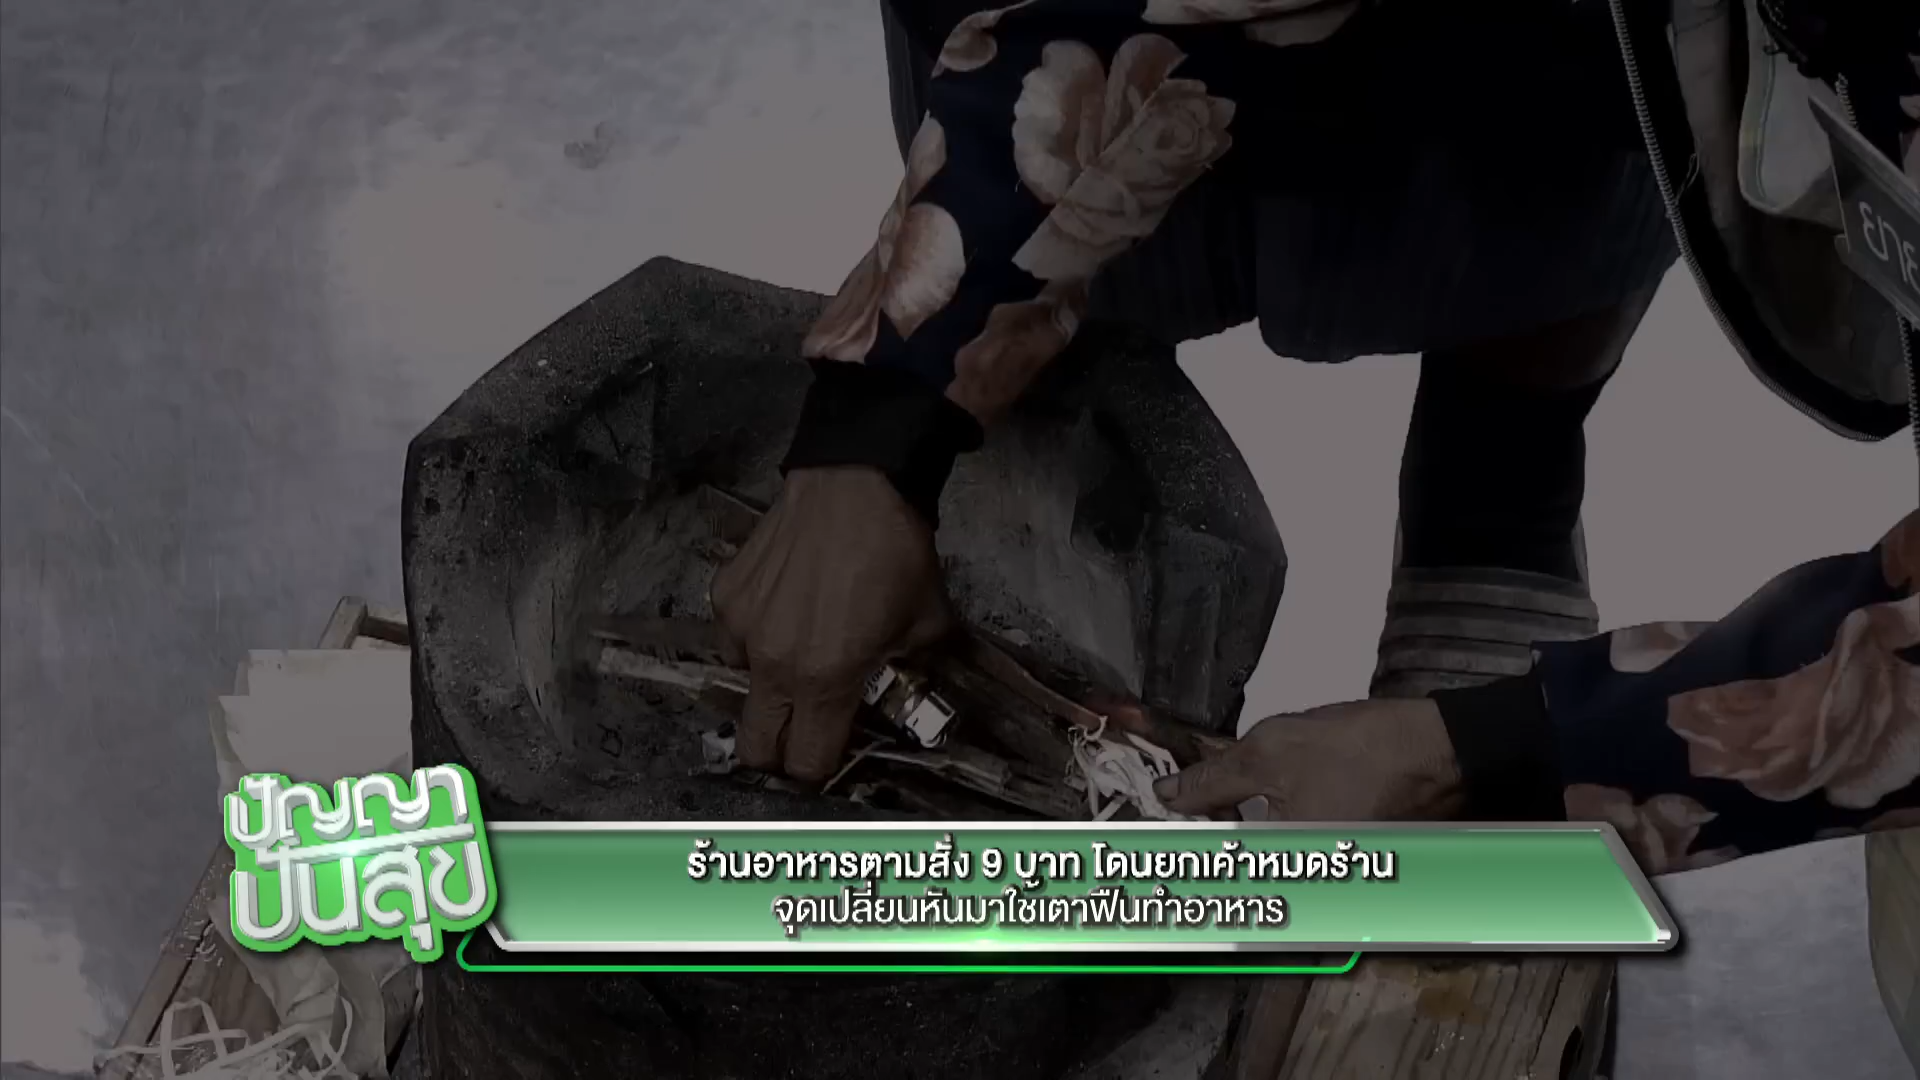 ยาย
ปัญญา
ปันสุข
ร้านอาหารตามสั่ง 9 บาท โดนยกเค้าหมดร้าน
จุดเปลี่ยนหันมาใช้เตาฟืนทำอาหาร